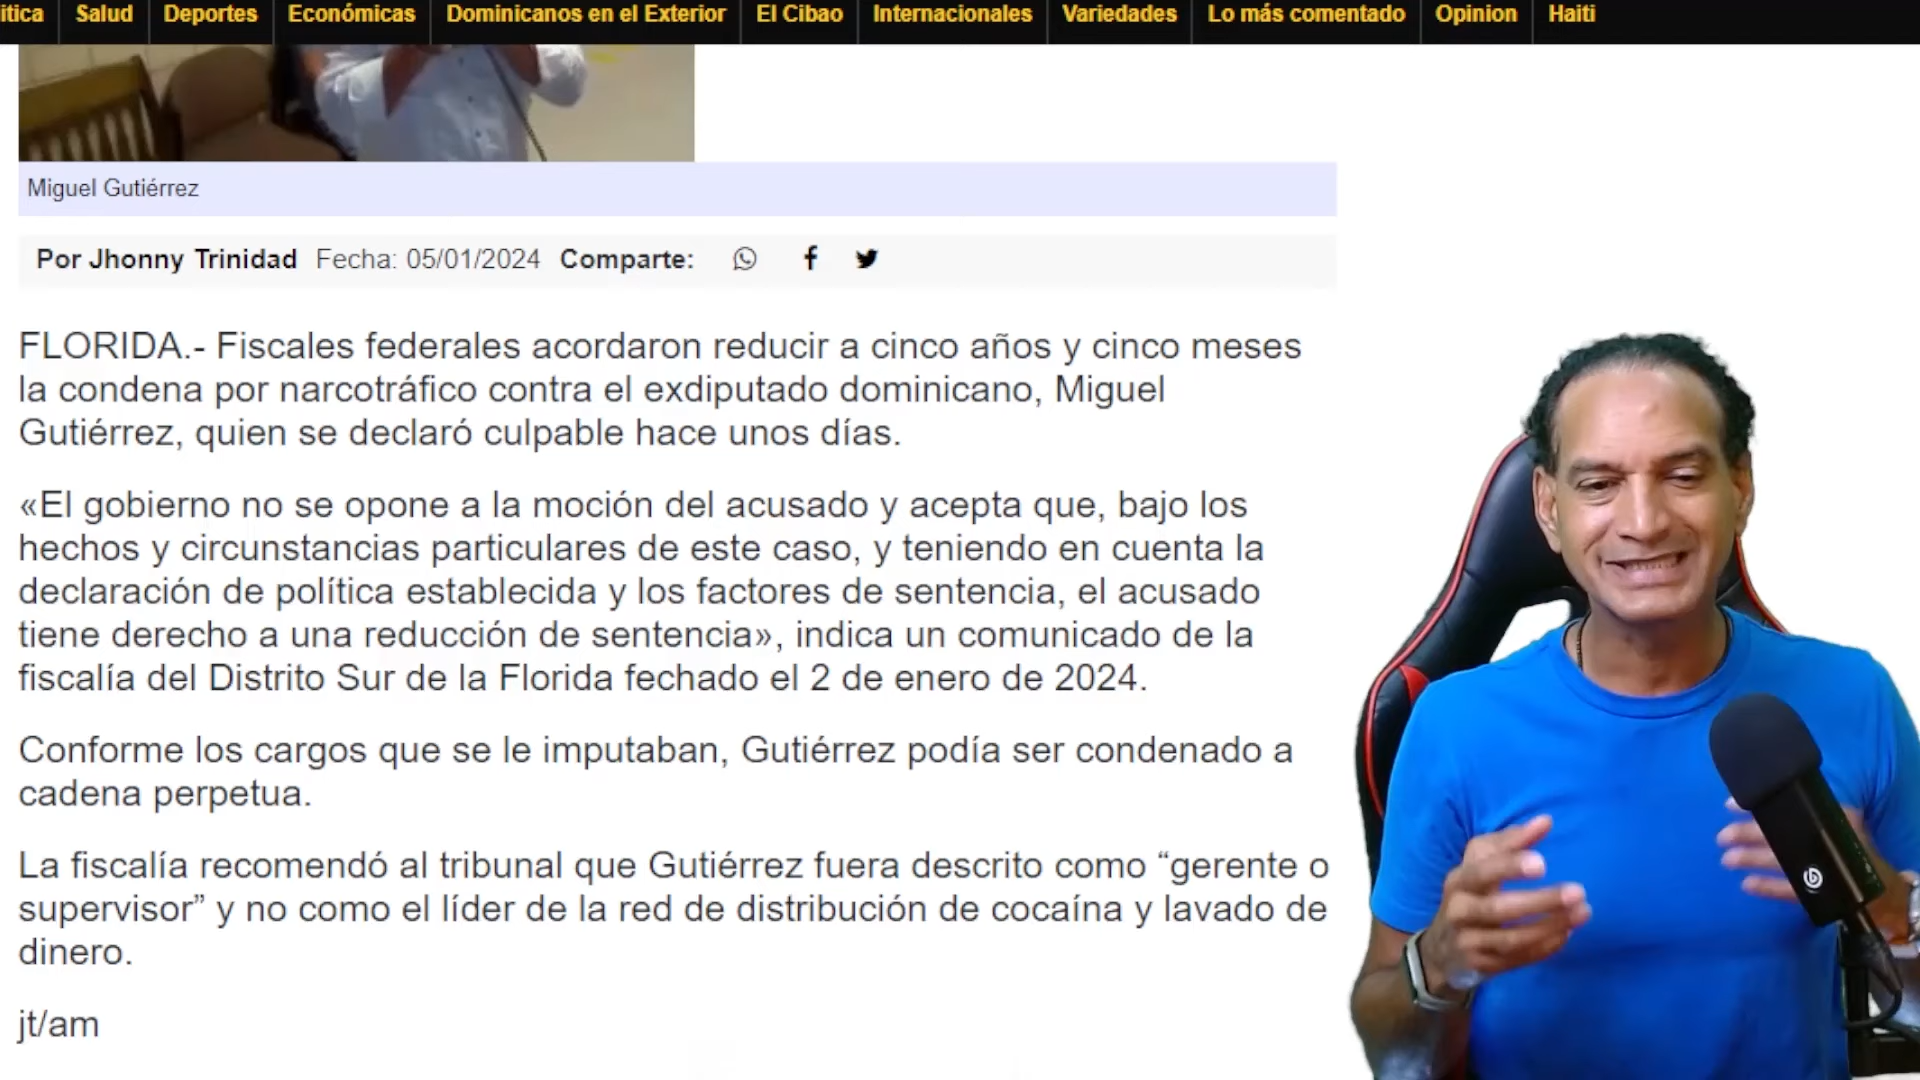 itica Salud Deportes Económicas Dominicanos en el Exterior El Cibao Internacionales Variedades Lo más comentado Opinion Haiti
Miguel Gutiérrez
Por Jhonny Trinidad Fecha: 05/01/2024 Comparte:
FLORIDA.- Fiscales federales acordaron reducir a cinco años y cinco meses
la condena por narcotráfico contra el exdiputado dominicano, Miguel
Gutiérrez, quien se declaró culpable hace unos días.
«El gobierno no se opone a la moción del acusado y acepta que, bajo los
hechos y circunstancias particulares de este caso, y teniendo en cuenta la
declaración de política establecida y los factores de sentencia, el acusado
tiene derecho a una reducción de sentencia», indica un comunicado de la
fiscalía del Distrito Sur de la Florida fechado el 2 de enero de 2024.
Conforme los cargos que se le imputaban, Gutiérrez podía ser condenado a
cadena perpetua.
La fiscalía recomendó al tribunal que Gutiérrez fuera descrito como “gerente o
supervisor” y no como el líder de la red de distribución de cocaína y lavado de
dinero.
jt/am